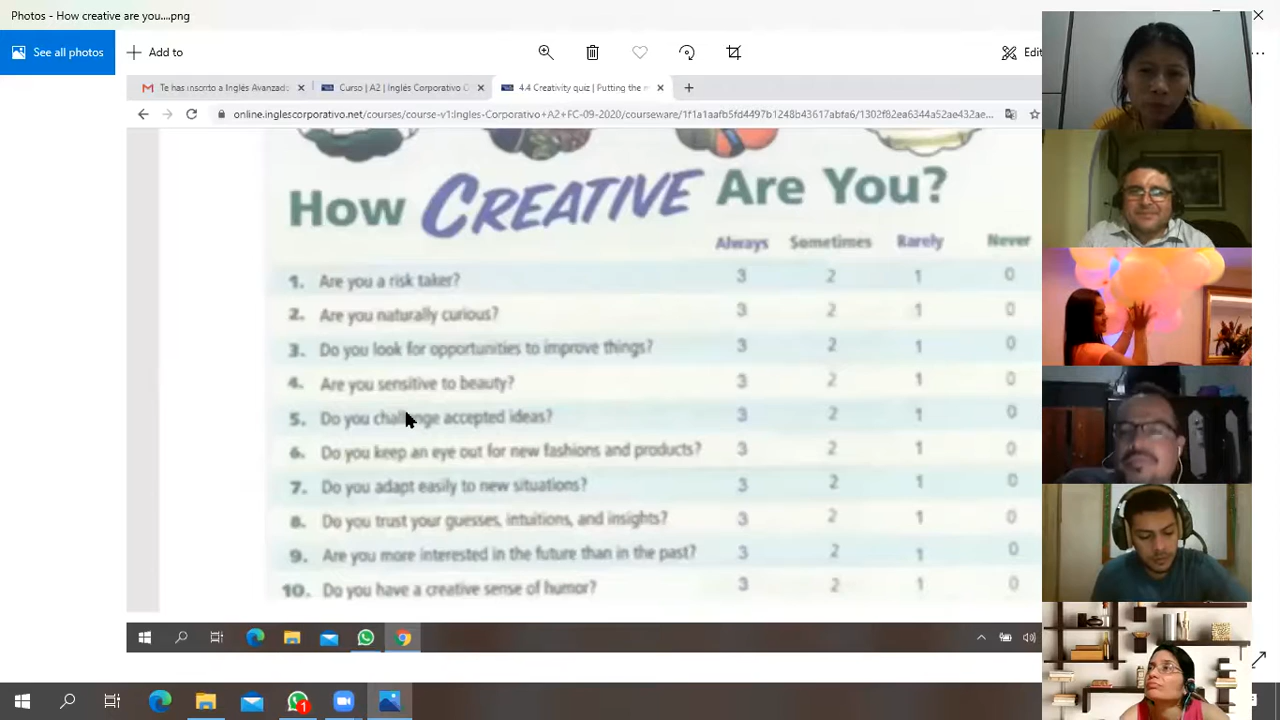 Photos - How creative are you....png
See all photos
Add to
Te has inscrito a Inglés Avanzado
Curso | A2 | Inglés Corporativo
4.4 Creativity quiz | Putting the m
online.inglescorporativo.net/courses/course-v1:Ingles-Corporativo+A2+FC-09-2020/courseware/1f1a1aafb5fd4497b1248b43617abfa6/1302f82ea6344a52ae432ae...
How CREATIVE Are You?
Always Sometimes Rarely Never
1. Are you a risk taker? 3 2 1 0
2. Are you naturally curious? 3 2 1 0
3. Do you look for opportunities to improve things? 3 2 1 0
4. Are you sensitive to beauty? 3 2 1 0
5. Do you challenge accepted ideas? 3 2 1 0
6. Do you keep an eye out for new fashions and products? 3 2 1 0
7. Do you adapt easily to new situations? 3 2 1 0
8. Do you trust your guesses, intuitions, and insights? 3 2 1 0
9. Are you more interested in the future than in the past? 3 2 1 0
10. Do you have a creative sense of humor? 3 2 1 0
1